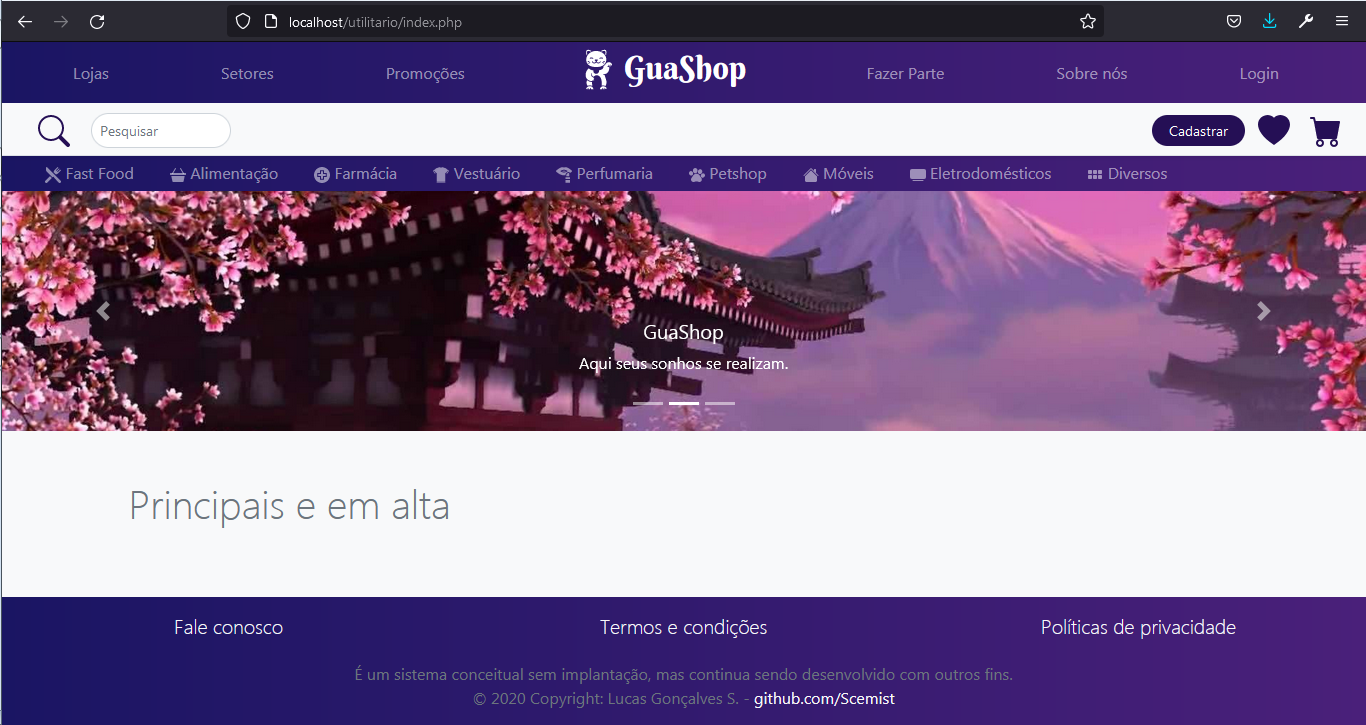 localhost/utilitario/index.php
Lojas Setores Promoções GuaShop Fazer Parte Sobre nós Login
Pesquisar Cadastrar
Fast Food Alimentação Farmácia Vestuário Perfumaria Petshop Móveis Eletrodomésticos Diversos
GuaShop
Aqui seus sonhos se realizam.
Principais e em alta
Fale conosco Termos e condições Políticas de privacidade
É um sistema conceitual sem implantação, mas continua sendo desenvolvido com outros fins.
© 2020 Copyright: Lucas Gonçalves S. - github.com/Scemist